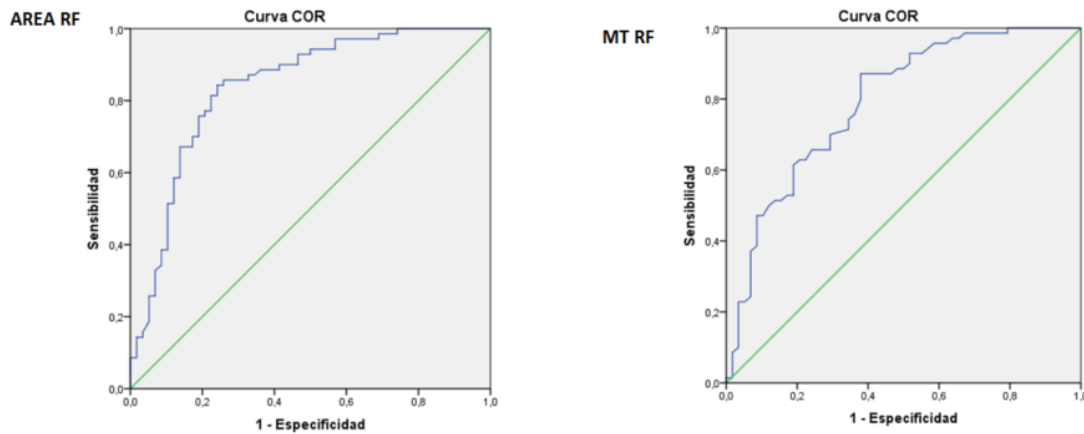 AREA RF
Curva COR
Sensibilidad
1,0
0,8
0,6
0,4
0,2
0,0
0,0 0,2 0,4 0,6 0,8 1,0
1 - Especificidad
MT RF
Curva COR
Sensibilidad
1,0
0,8
0,6
0,4
0,2
0,0
0,0 0,2 0,4 0,6 0,8 1,0
1 - Especificidad